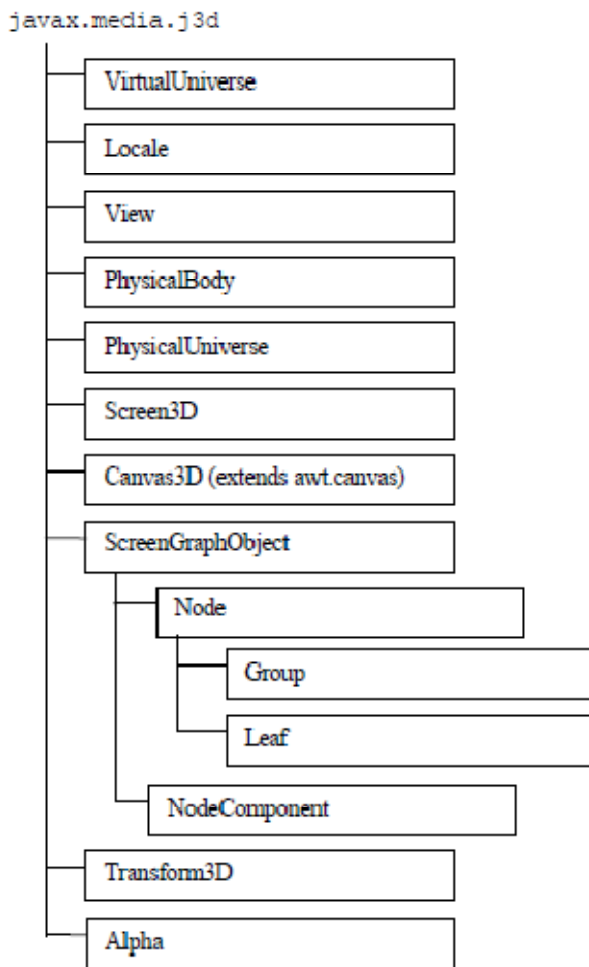 javax.media.j3d
VirtualUniverse
Locale
View
PhysicalBody
PhysicalUniverse
Screen3D
Canvas3D (extends awt.canvas)
ScreenGraphObject
Node
Group
Leaf
NodeComponent
Transform3D
Alpha